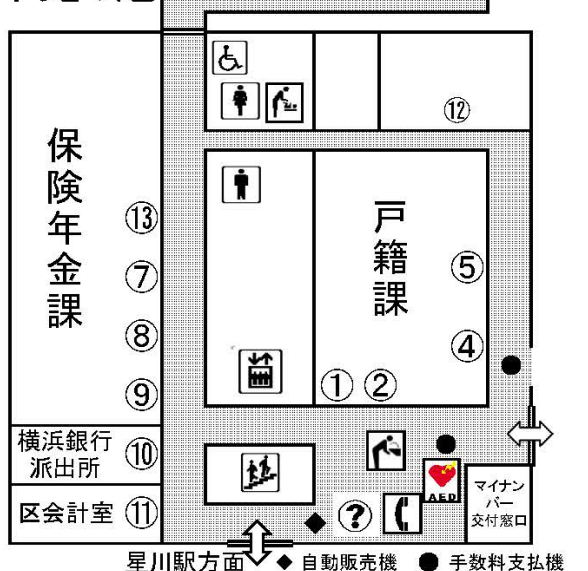 ⑫
保険年金課
⑬
⑦
⑧
⑨
戸籍課
⑤
④
① ②
横浜銀行
派出所
⑩
区会計室 ⑪
?
AED
マイナン
バー
交付窓口
星川駅方面
◆ 自動販売機 ● 手数料支払機